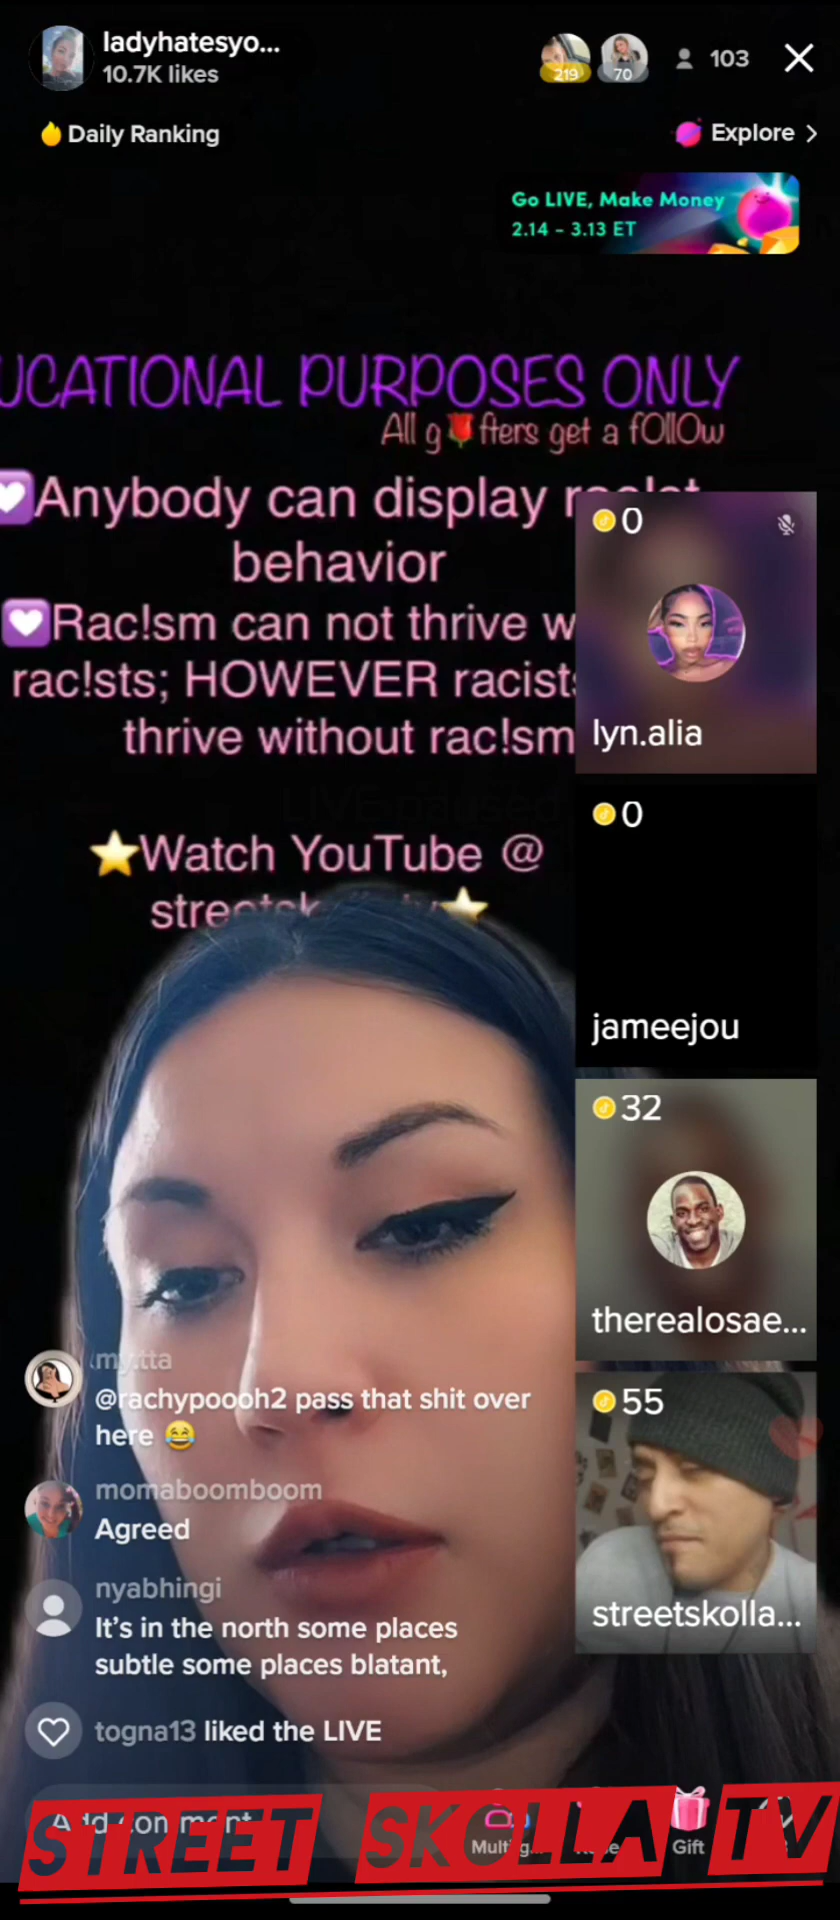 ladyhatesyo...
10.7K likes
219
70
103
Daily Ranking
Explore >
Go LIVE, Make Money
2.14 - 3.13 ET
UCATIONAL PURPOSES ONLY
All g🌹fters get a fOllOw
💟Anybody can display
behavior
💟Rac!sm can not thrive
rac!sts; HOWEVER
thrive without rac!sm
⭐Watch YouTube @
⭐
0
lyn.alia
0
jameejou
32
therealosae...
55
streetskolla...
@rachypoooh2 pass that shit over
here 😂
momaboomboom
Agreed
nyabhingi
It's in the north some places
subtle some places blatant,
togna13 liked the LIVE
Add comment
Gift
STREET SKOLLA TV